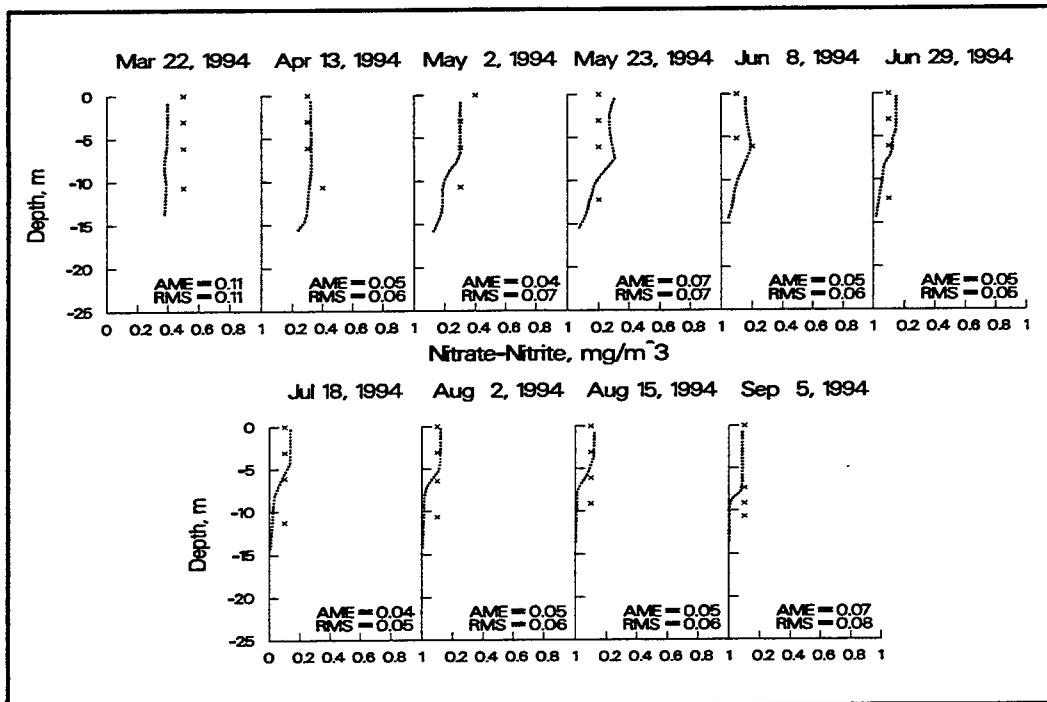 Mar 22, 1994 Apr 13, 1994 May 2, 1994 May 23, 1994 Jun 8, 1994 Jun 29, 1994
0
-5
-10
-15
-20
-25
Depth, m
AME = 0.11
RMS = 0.11
AME = 0.05
RMS = 0.06
AME = 0.04
RMS = 0.07
AME = 0.07
RMS = 0.07
AME = 0.05
RMS = 0.06
AME = 0.05
RMS = 0.05
0 0.2 0.4 0.6 0.8 1 0.2 0.4 0.6 0.8 1 0.2 0.4 0.6 0.8 1 0.2 0.4 0.6 0.8 1 0.2 0.4 0.6 0.8 1 0.2 0.4 0.6 0.8 1
Nitrate-Nitrite, mg/m^3
Jul 18, 1994 Aug 2, 1994 Aug 15, 1994 Sep 5, 1994
0
-5
-10
-15
-20
-25
Depth, m
AME = 0.04
RMS = 0.05
AME = 0.05
RMS = 0.06
AME = 0.05
RMS = 0.06
AME = 0.07
RMS = 0.08
0 0.2 0.4 0.6 0.8 1 0.2 0.4 0.6 0.8 1 0.2 0.4 0.6 0.8 1 0.2 0.4 0.6 0.8 1